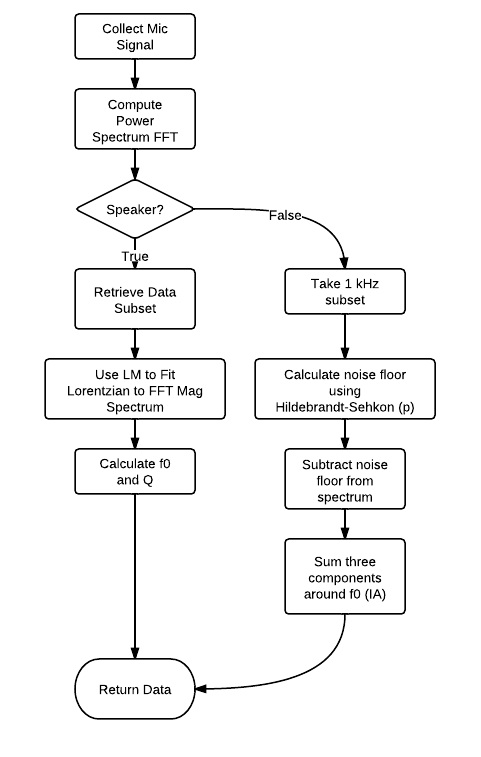 Collect Mic
Signal
Compute
Power
Spectrum FFT
Speaker?
False
True
Retrieve Data
Subset
Take 1 kHz
subset
Use LM to Fit
Lorentzian to FFT Mag
Spectrum
Calculate noise floor
using
Hildebrandt-Sehkon (p)
Calculate f0
and Q
Subtract noise
floor from
spectrum
Sum three
components
around f0 (IA)
Return Data